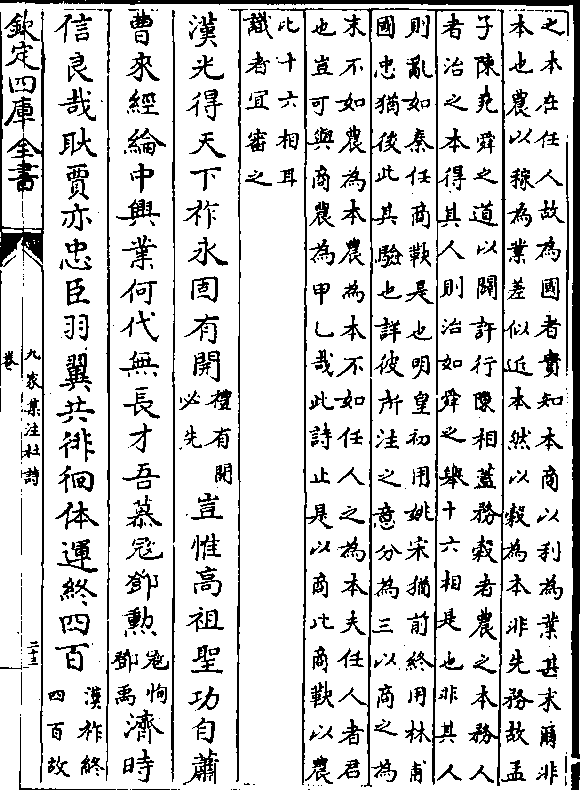 之本在任人故為國者貴知本商以利為業甚末爾非
本也農以稼為業差似近本然以穀為本非先務故孟
子陳堯舜之道以闢許行陳相蓋務穀者農之本務人
者治之本得其人則治如舜之舉十六相是也非其人
則亂如秦任商鞅是也明皇初用姚宋猶前終用林甫
國忠猶後此其驗也詳彼所注之意分為三以商之為
末不如農為本農為本不如任人之為本夫任人者君
也豈可與商農為甲乙哉此詩止是以商比商鞅以農
比十六相耳
識者宜審之
漢光得天下祚永固有開禮有開必先豈惟高祖聖功自蕭
曹來經綸中興業何代無長才吾慕寇鄧勲寇恂鄧禹濟時
信良哉耿賈亦忠臣羽翼共徘徊休運終四百漢祚終四百故
欽定四庫全書
九家集注杜詩
卷
二十三